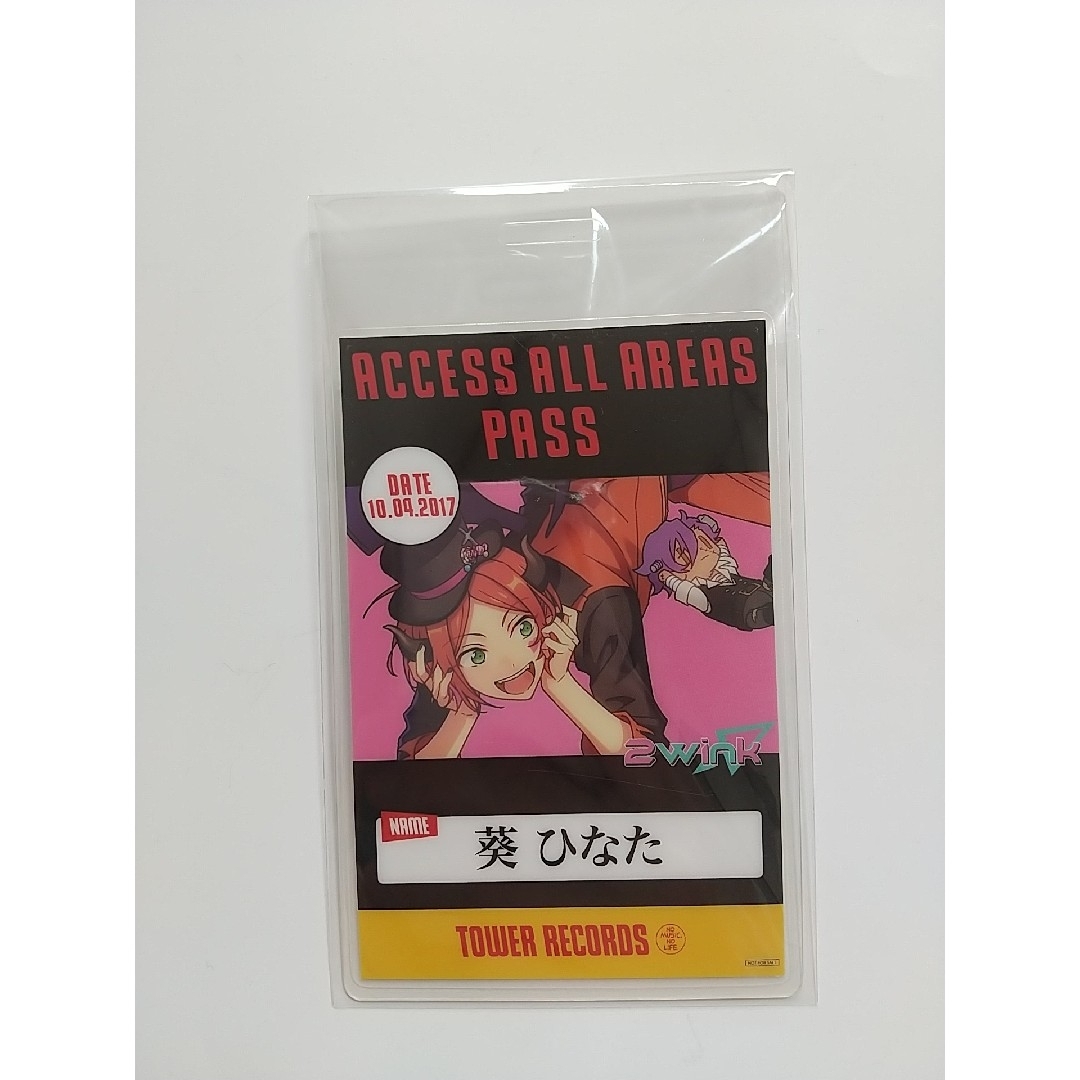 ACCESS ALL AREAS
PASS
DATE
10.04.2017
2wink
NAME
葵 ひなた
TOWER RECORDS
NO
MUSIC,
NO
LIFE